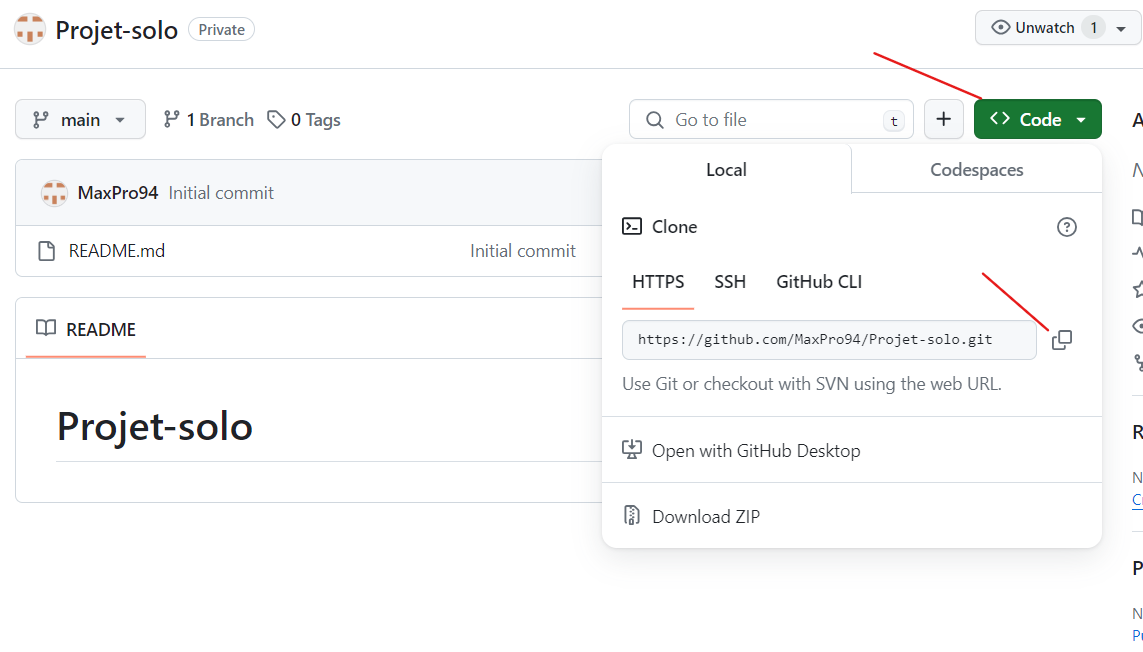 Projet-solo Private Unwatch 1
main 1 Branch 0 Tags Go to file t Code
Local Codespaces
MaxPro94 Initial commit
Clone
README.md Initial commit
HTTPS SSH GitHub CLI
README
https://github.com/MaxPro94/Projet-solo.git
Use Git or checkout with SVN using the web URL.
Projet-solo
Open with GitHub Desktop
Download ZIP